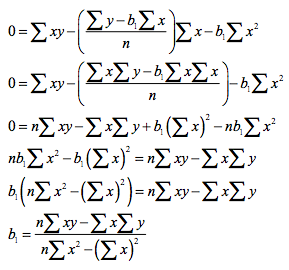 0 = ∑xy − ((∑y − b₁∑x)/n)∑x − b₁∑x²
0 = ∑xy − ((∑x∑y − b₁∑x∑x)/n) − b₁∑x²
0 = n∑xy − ∑x∑y + b₁(∑x)² − nb₁∑x²
nb₁∑x² − b₁(∑x)² = n∑xy − ∑x∑y
b₁(n∑x² − (∑x)²) = n∑xy − ∑x∑y
b₁ = (n∑xy − ∑x∑y)/(n∑x² − (∑x)²)